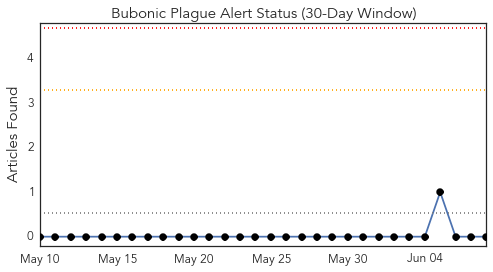 Bubonic Plague Alert Status (30-Day Window)
Articles Found
4
3
2
1
0
May 10 May 15 May 20 May 25 May 30 Jun 04